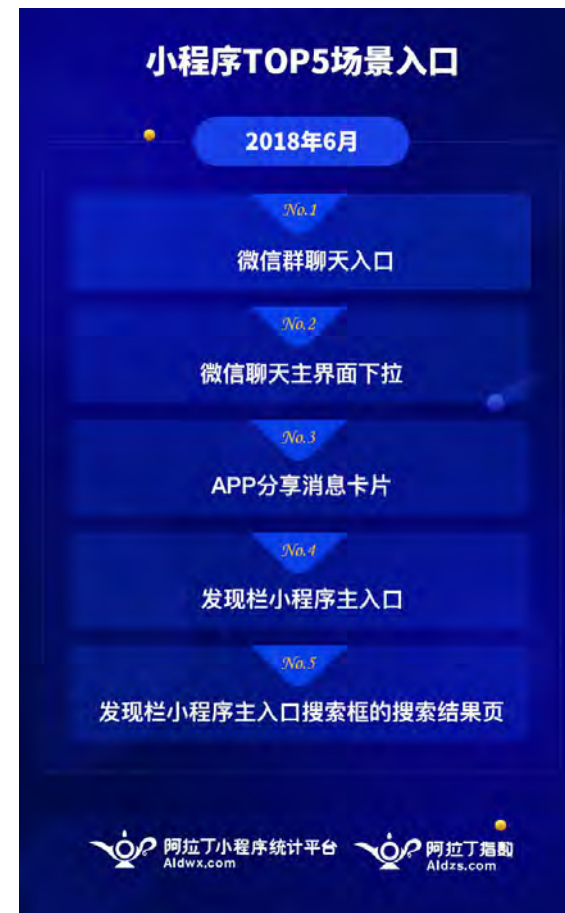 小程序TOP5场景入口
2018年6月
No.1
微信群聊天入口
No.2
微信聊天主界面下拉
No.3
APP分享消息卡片
No.4
发现栏小程序主入口
No.5
发现栏小程序主入口搜索框的搜索结果页
阿拉丁小程序统计平台
Aldwx.com
阿拉丁指数
Aldzs.com